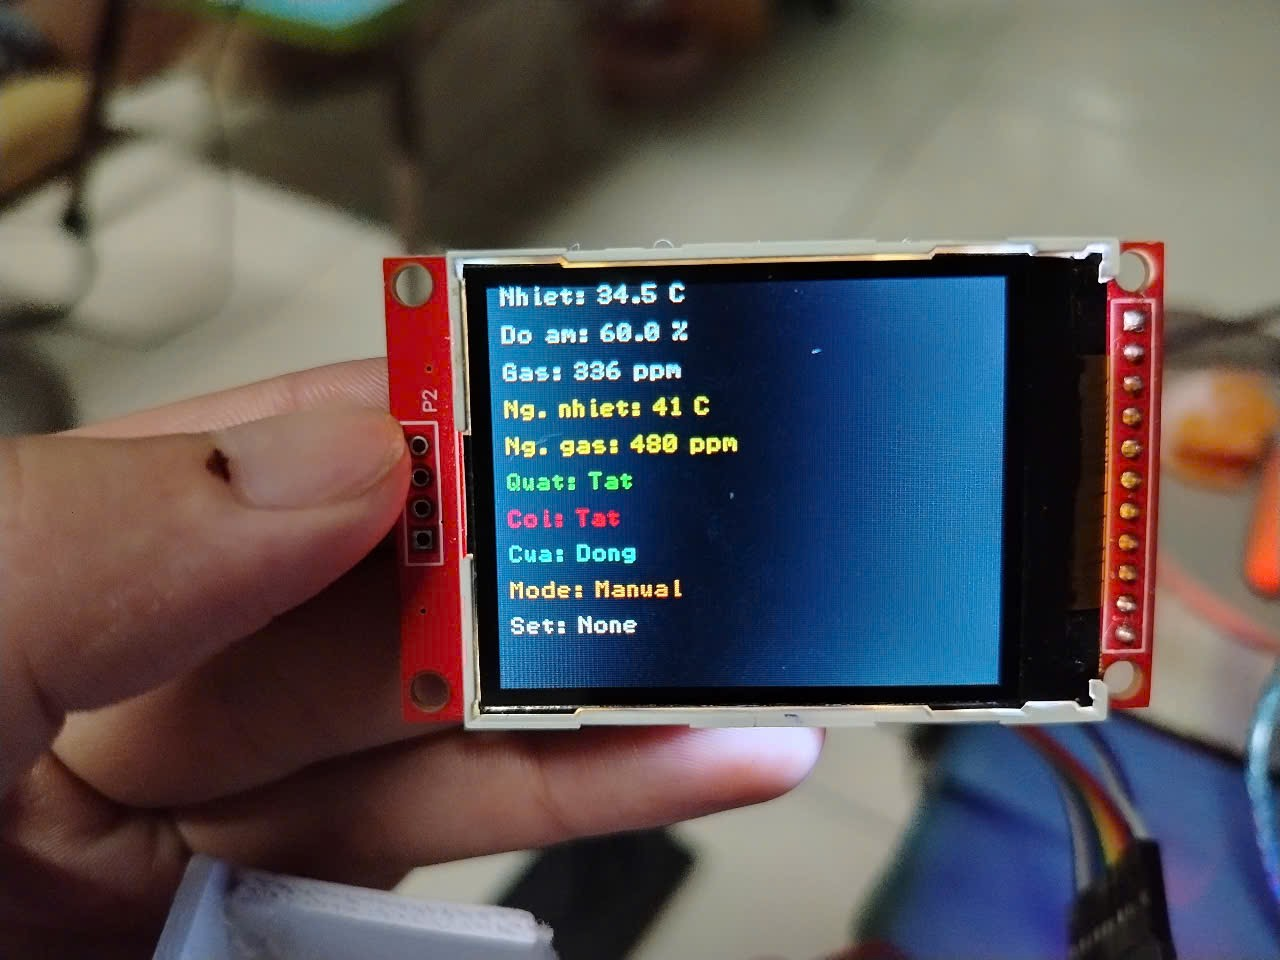 Nhiet: 34.5 C
Do am: 60.0 %
Gas: 336 ppm
Ng. nhiet: 41 C
Ng. gas: 480 ppm
Quat: Tat
Coi: Tat
Cua: Dong
Mode: Manual
Set: None
P2